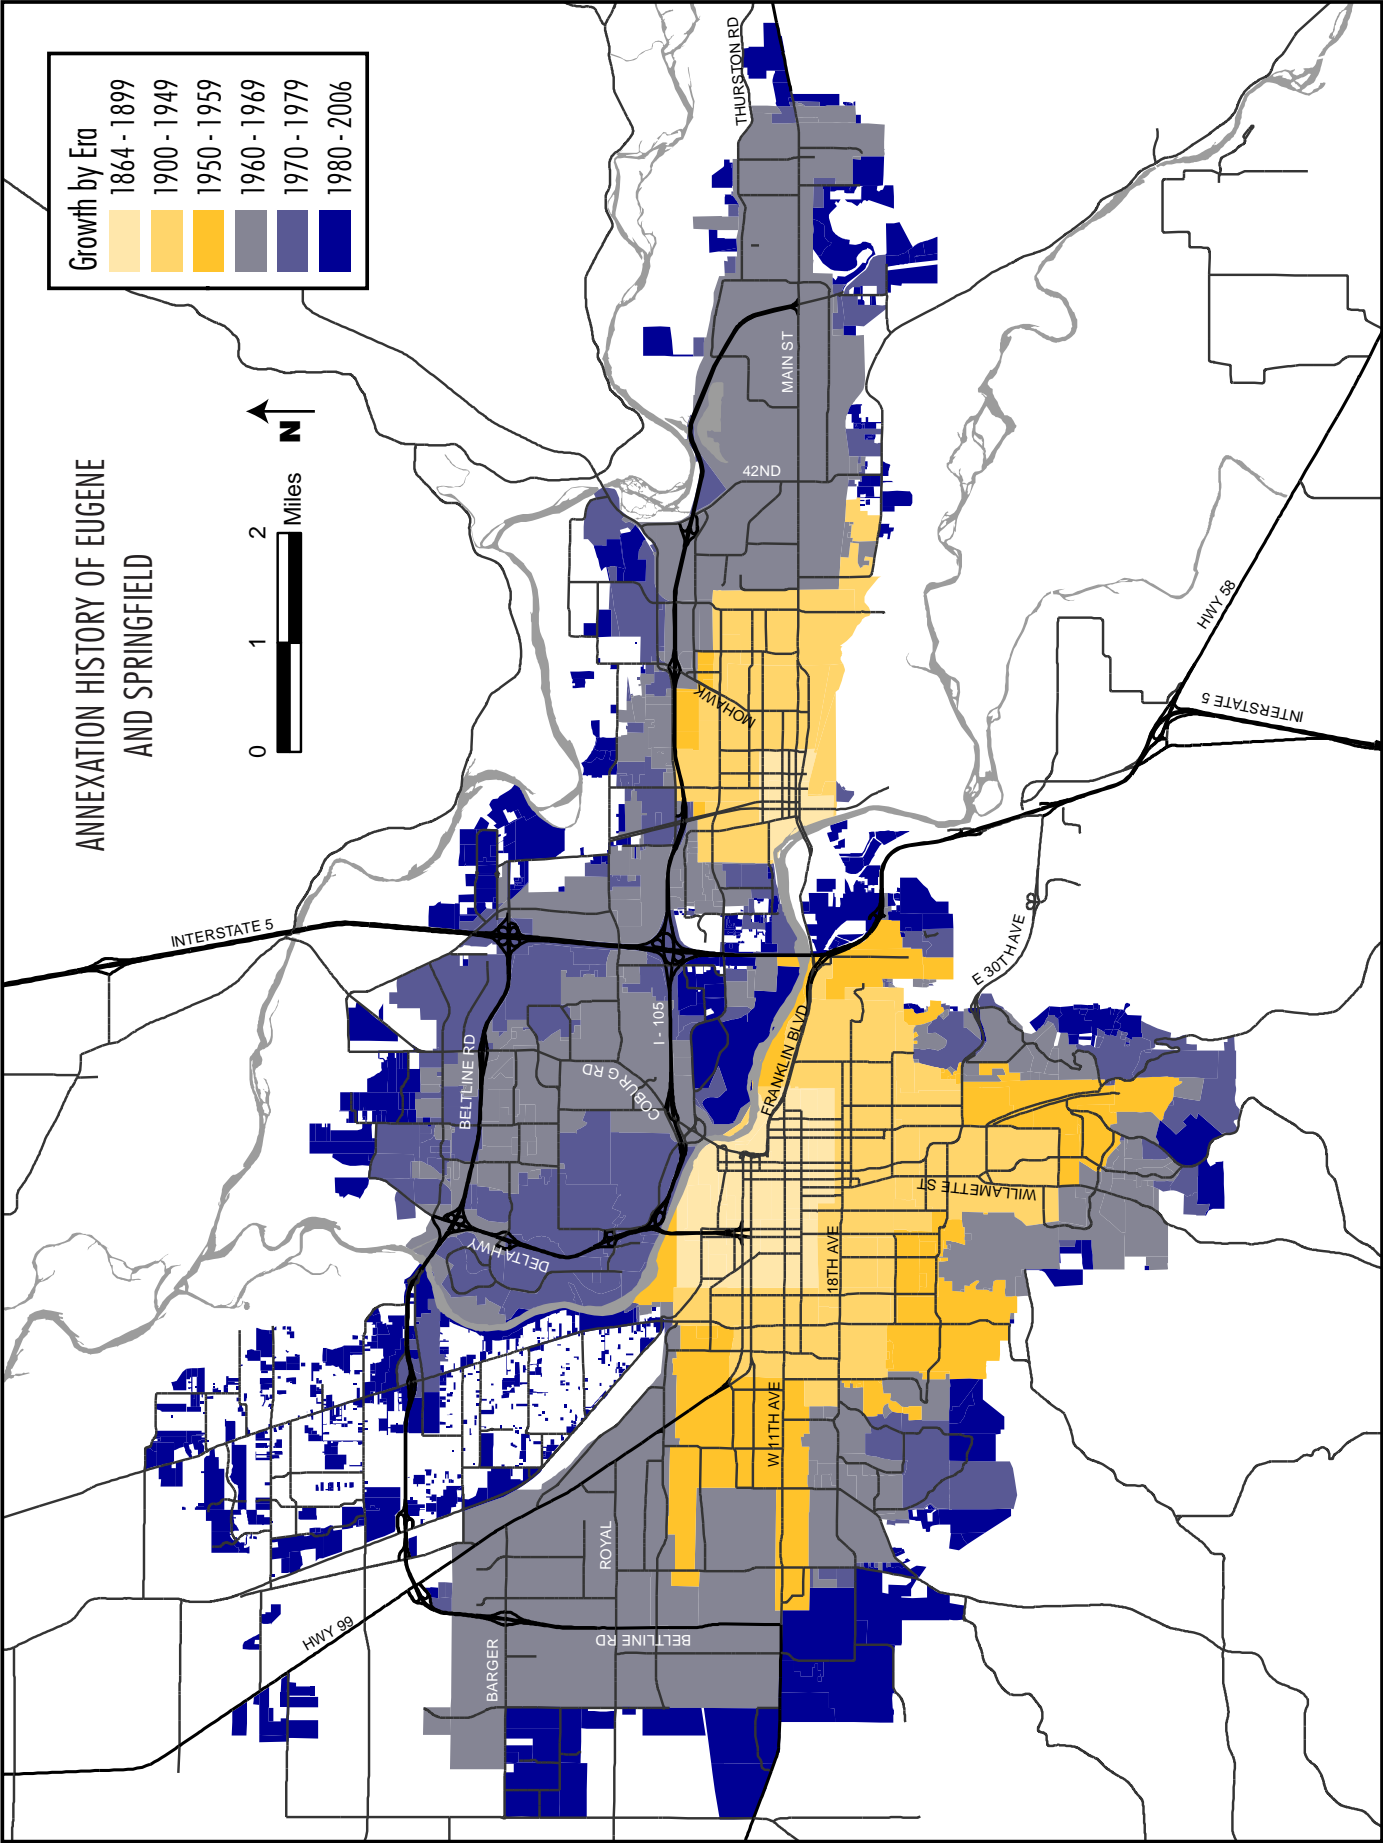 ANNEXATION HISTORY OF EUGENE
AND SPRINGFIELD
0 1 2
Miles
N
Growth by Era
1864 - 1899
1900 - 1949
1950 - 1959
1960 - 1969
1970 - 1979
1980 - 2006
HWY 99
BARGER
BELTLINE RD
ROYAL
W 11TH AVE
18TH AVE
WILLAMETTE ST
DELTA HWY
BELTLINE RD
COBURG RD
I - 105
FRANKLIN BLVD
E 30TH AVE
INTERSTATE 5
MOHAWK
42ND
MAIN ST
THURSTON RD
HWY 58
INTERSTATE 5